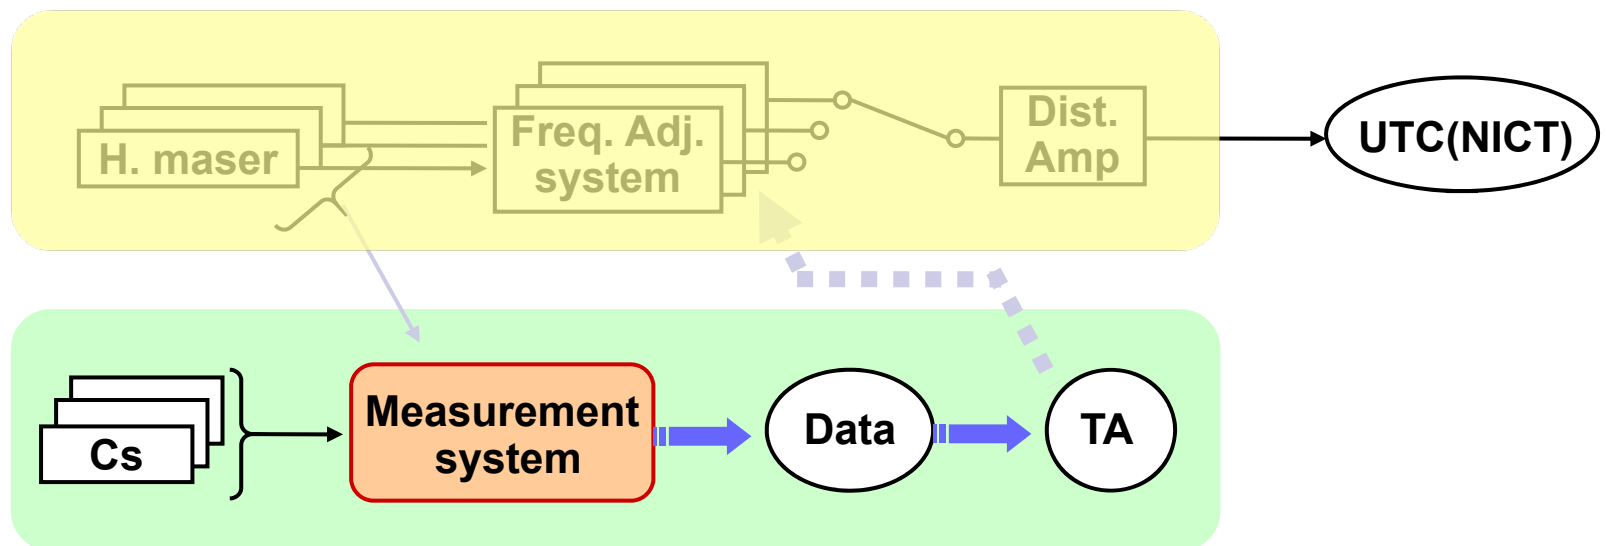 H. maser
Freq. Adj.
system
Dist.
Amp
UTC(NICT)
Cs
Measurement
system
Data
TA